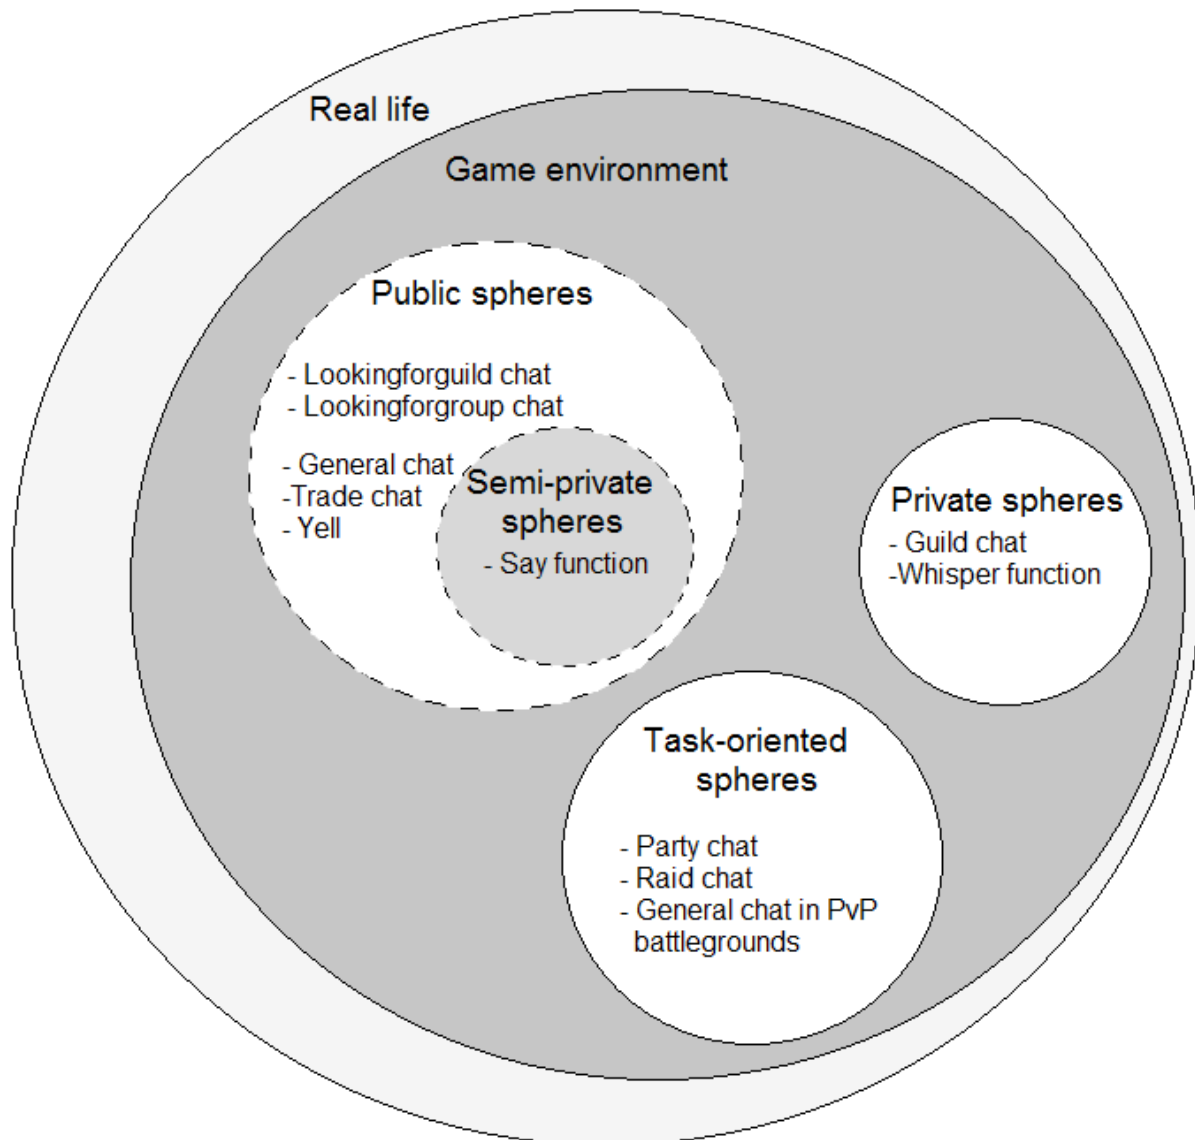 Real life
Game environment
Public spheres
- Lookingforguild chat
- Lookingforgroup chat
- General chat
-Trade chat
- Yell
Semi-private
spheres
- Say function
Private spheres
- Guild chat
-Whisper function
Task-oriented
spheres
- Party chat
- Raid chat
- General chat in PvP
battlegrounds